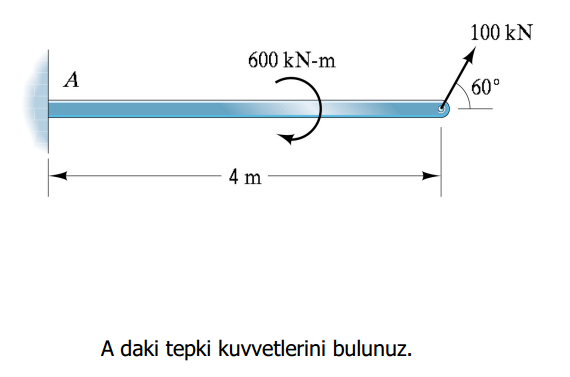 100 kN
600 kN-m
A
60°
4 m
A daki tepki kuvvetlerini bulunuz.